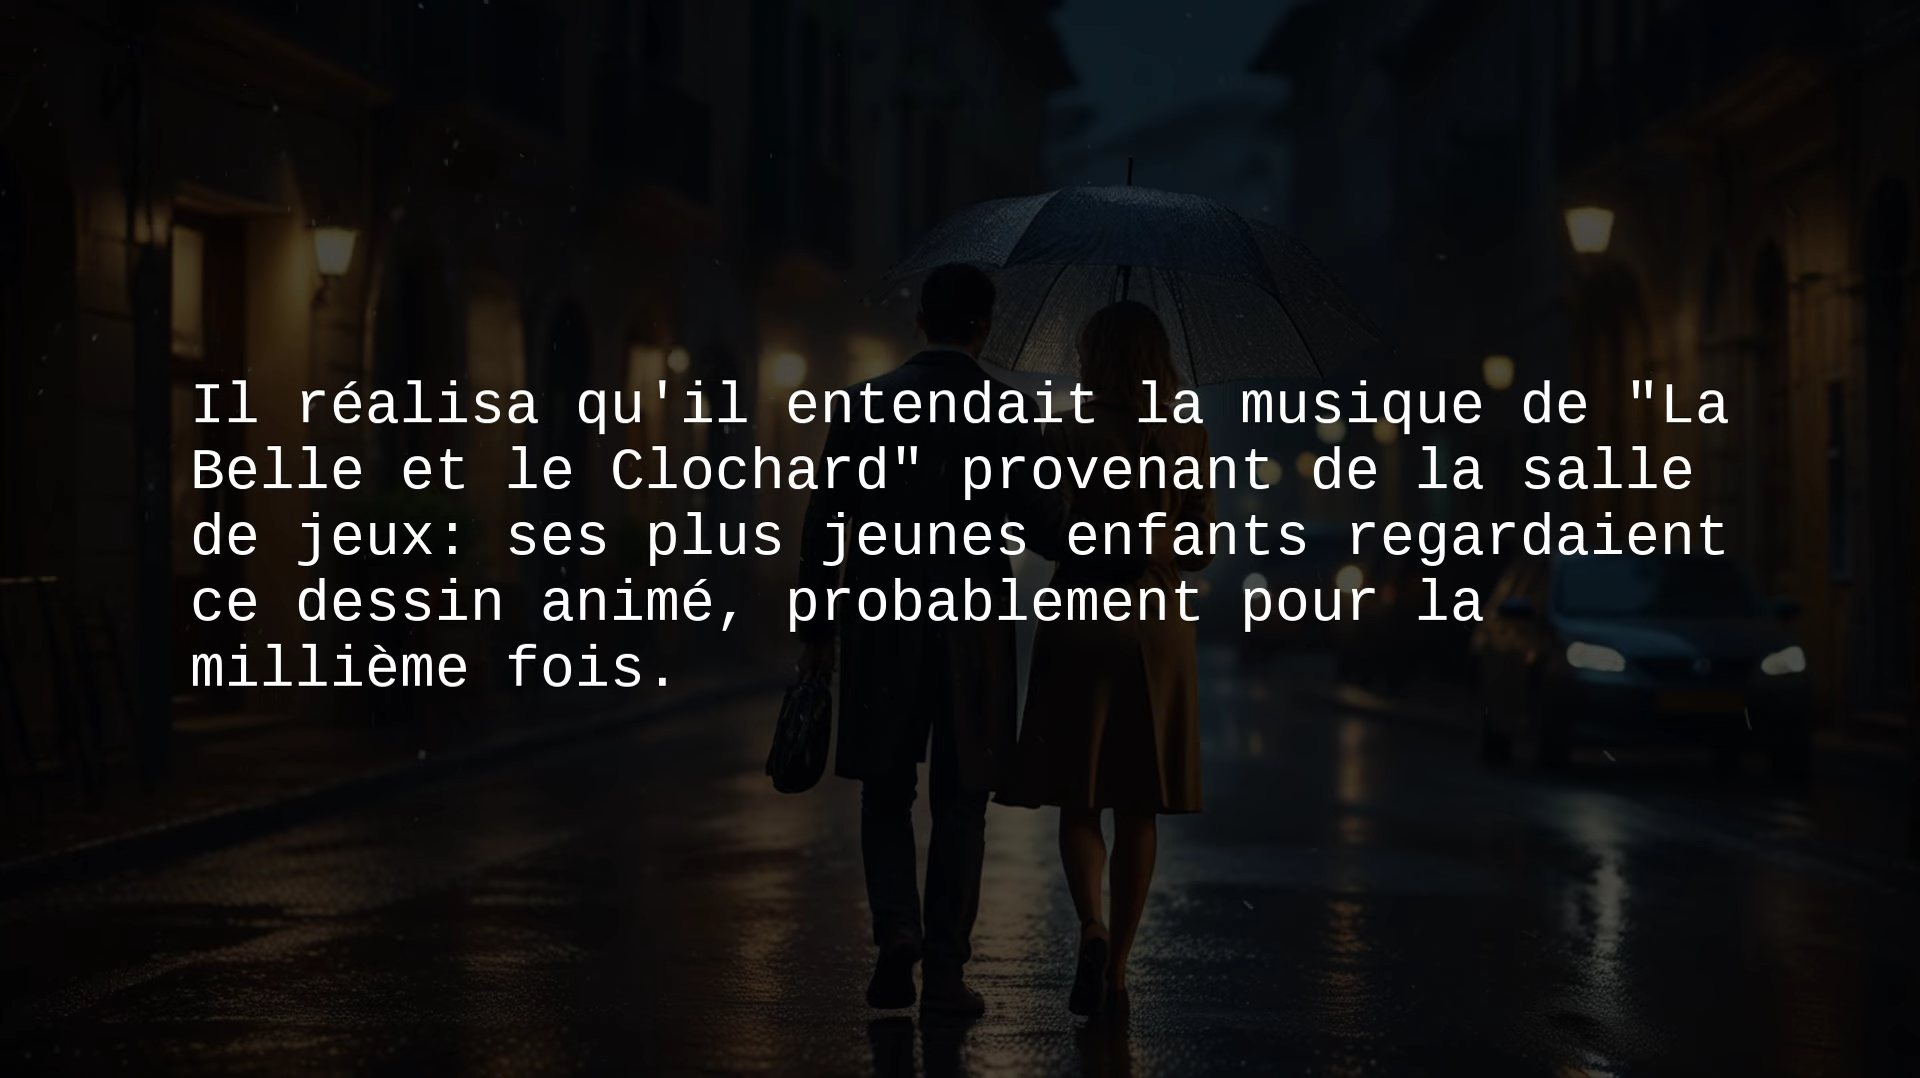 Il réalisa qu'il entendait la musique de "La
Belle et le Clochard" provenant de la salle
de jeux: ses plus jeunes enfants regardaient
ce dessin animé, probablement pour la
millième fois.